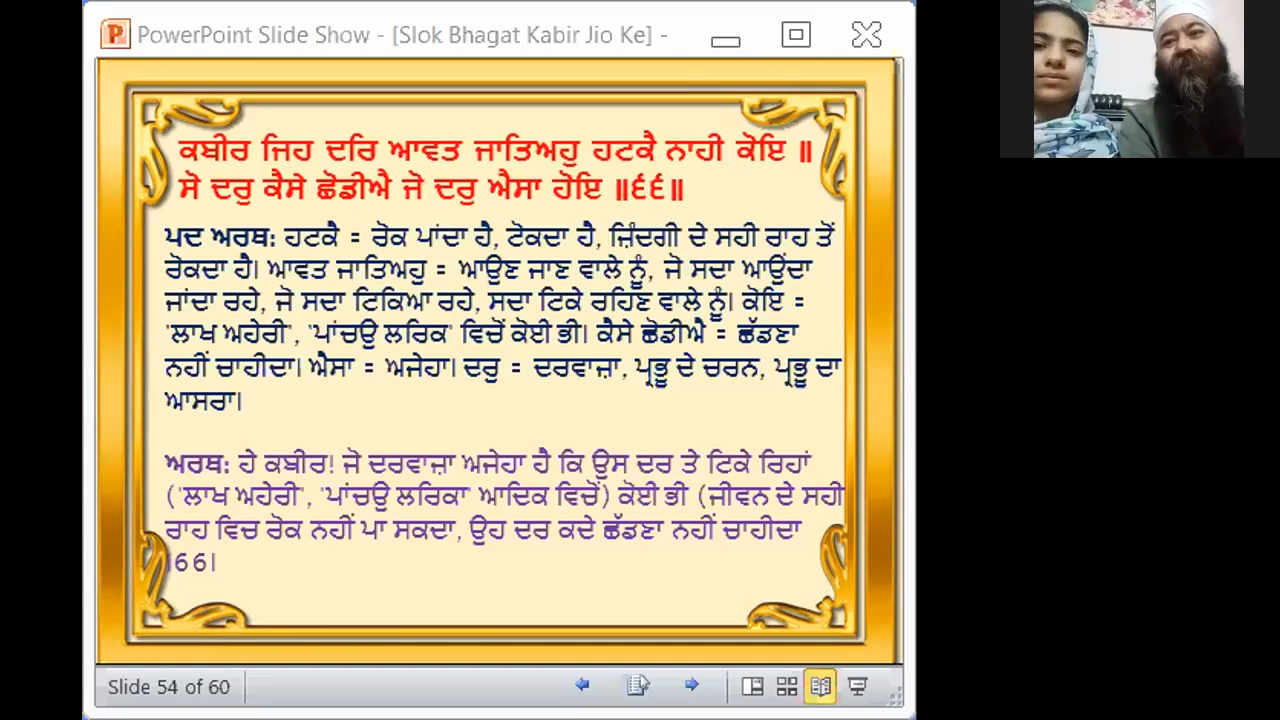 PowerPoint Slide Show - [Slok Bhagat Kabir Jio Ke] -
ਕਬੀਰ ਜਿਹ ਦਰਿ ਆਵਤ ਜਾਤਿਅਹੁ ਹਟਕੈ ਨਾਹੀ ਕੋਇ ॥
ਸੋ ਦਰੁ ਕੈਸੇ ਛੋਡੀਐ ਜੋ ਦਰੁ ਐਸਾ ਹੋਇ ॥੬੬॥
ਪਦ ਅਰਥ: ਹਟਕੈ = ਰੋਕ ਪਾਂਦਾ ਹੈ, ਟੋਕਦਾ ਹੈ, ਜ਼ਿੰਦਗੀ ਦੇ ਸਹੀ ਰਾਹ ਤੋਂ
ਰੋਕਦਾ ਹੈ। ਆਵਤ ਜਾਤਿਅਹੁ = ਆਉਣ ਜਾਣ ਵਾਲੇ ਨੂੰ, ਜੋ ਸਦਾ ਆਉਂਦਾ
ਜਾਂਦਾ ਰਹੇ, ਜੋ ਸਦਾ ਟਿਕਿਆ ਰਹੇ, ਸਦਾ ਟਿਕੇ ਰਹਿਣ ਵਾਲੇ ਨੂੰ। ਕੋਇ =
'ਲਾਖ ਅਹੇਰੀ', 'ਪਾਂਚਉ ਲਰਿਕ' ਵਿਚੋਂ ਕੋਈ ਭੀ। ਕੈਸੇ ਛੋਡੀਐ = ਛੱਡਣਾ
ਨਹੀਂ ਚਾਹੀਦਾ। ਐਸਾ = ਅਜੇਹਾ। ਦਰੁ = ਦਰਵਾਜ਼ਾ, ਪ੍ਰਭੂ ਦੇ ਚਰਨ, ਪ੍ਰਭੂ ਦਾ
ਆਸਰਾ।
ਅਰਥ: ਹੇ ਕਬੀਰ! ਜੋ ਦਰਵਾਜ਼ਾ ਅਜੇਹਾ ਹੈ ਕਿ ਉਸ ਦਰ ਤੇ ਟਿਕੇ ਰਿਹਾਂ
('ਲਾਖ ਅਹੇਰੀ', 'ਪਾਂਚਉ ਲਰਿਕਾ' ਆਦਿਕ ਵਿਚੋਂ) ਕੋਈ ਭੀ (ਜੀਵਨ ਦੇ ਸਹੀ
ਰਾਹ ਵਿਚ ਰੋਕ ਨਹੀਂ ਪਾ ਸਕਦਾ, ਉਹ ਦਰ ਕਦੇ ਛੱਡਣਾ ਨਹੀਂ ਚਾਹੀਦਾ
।66।
Slide 54 of 60